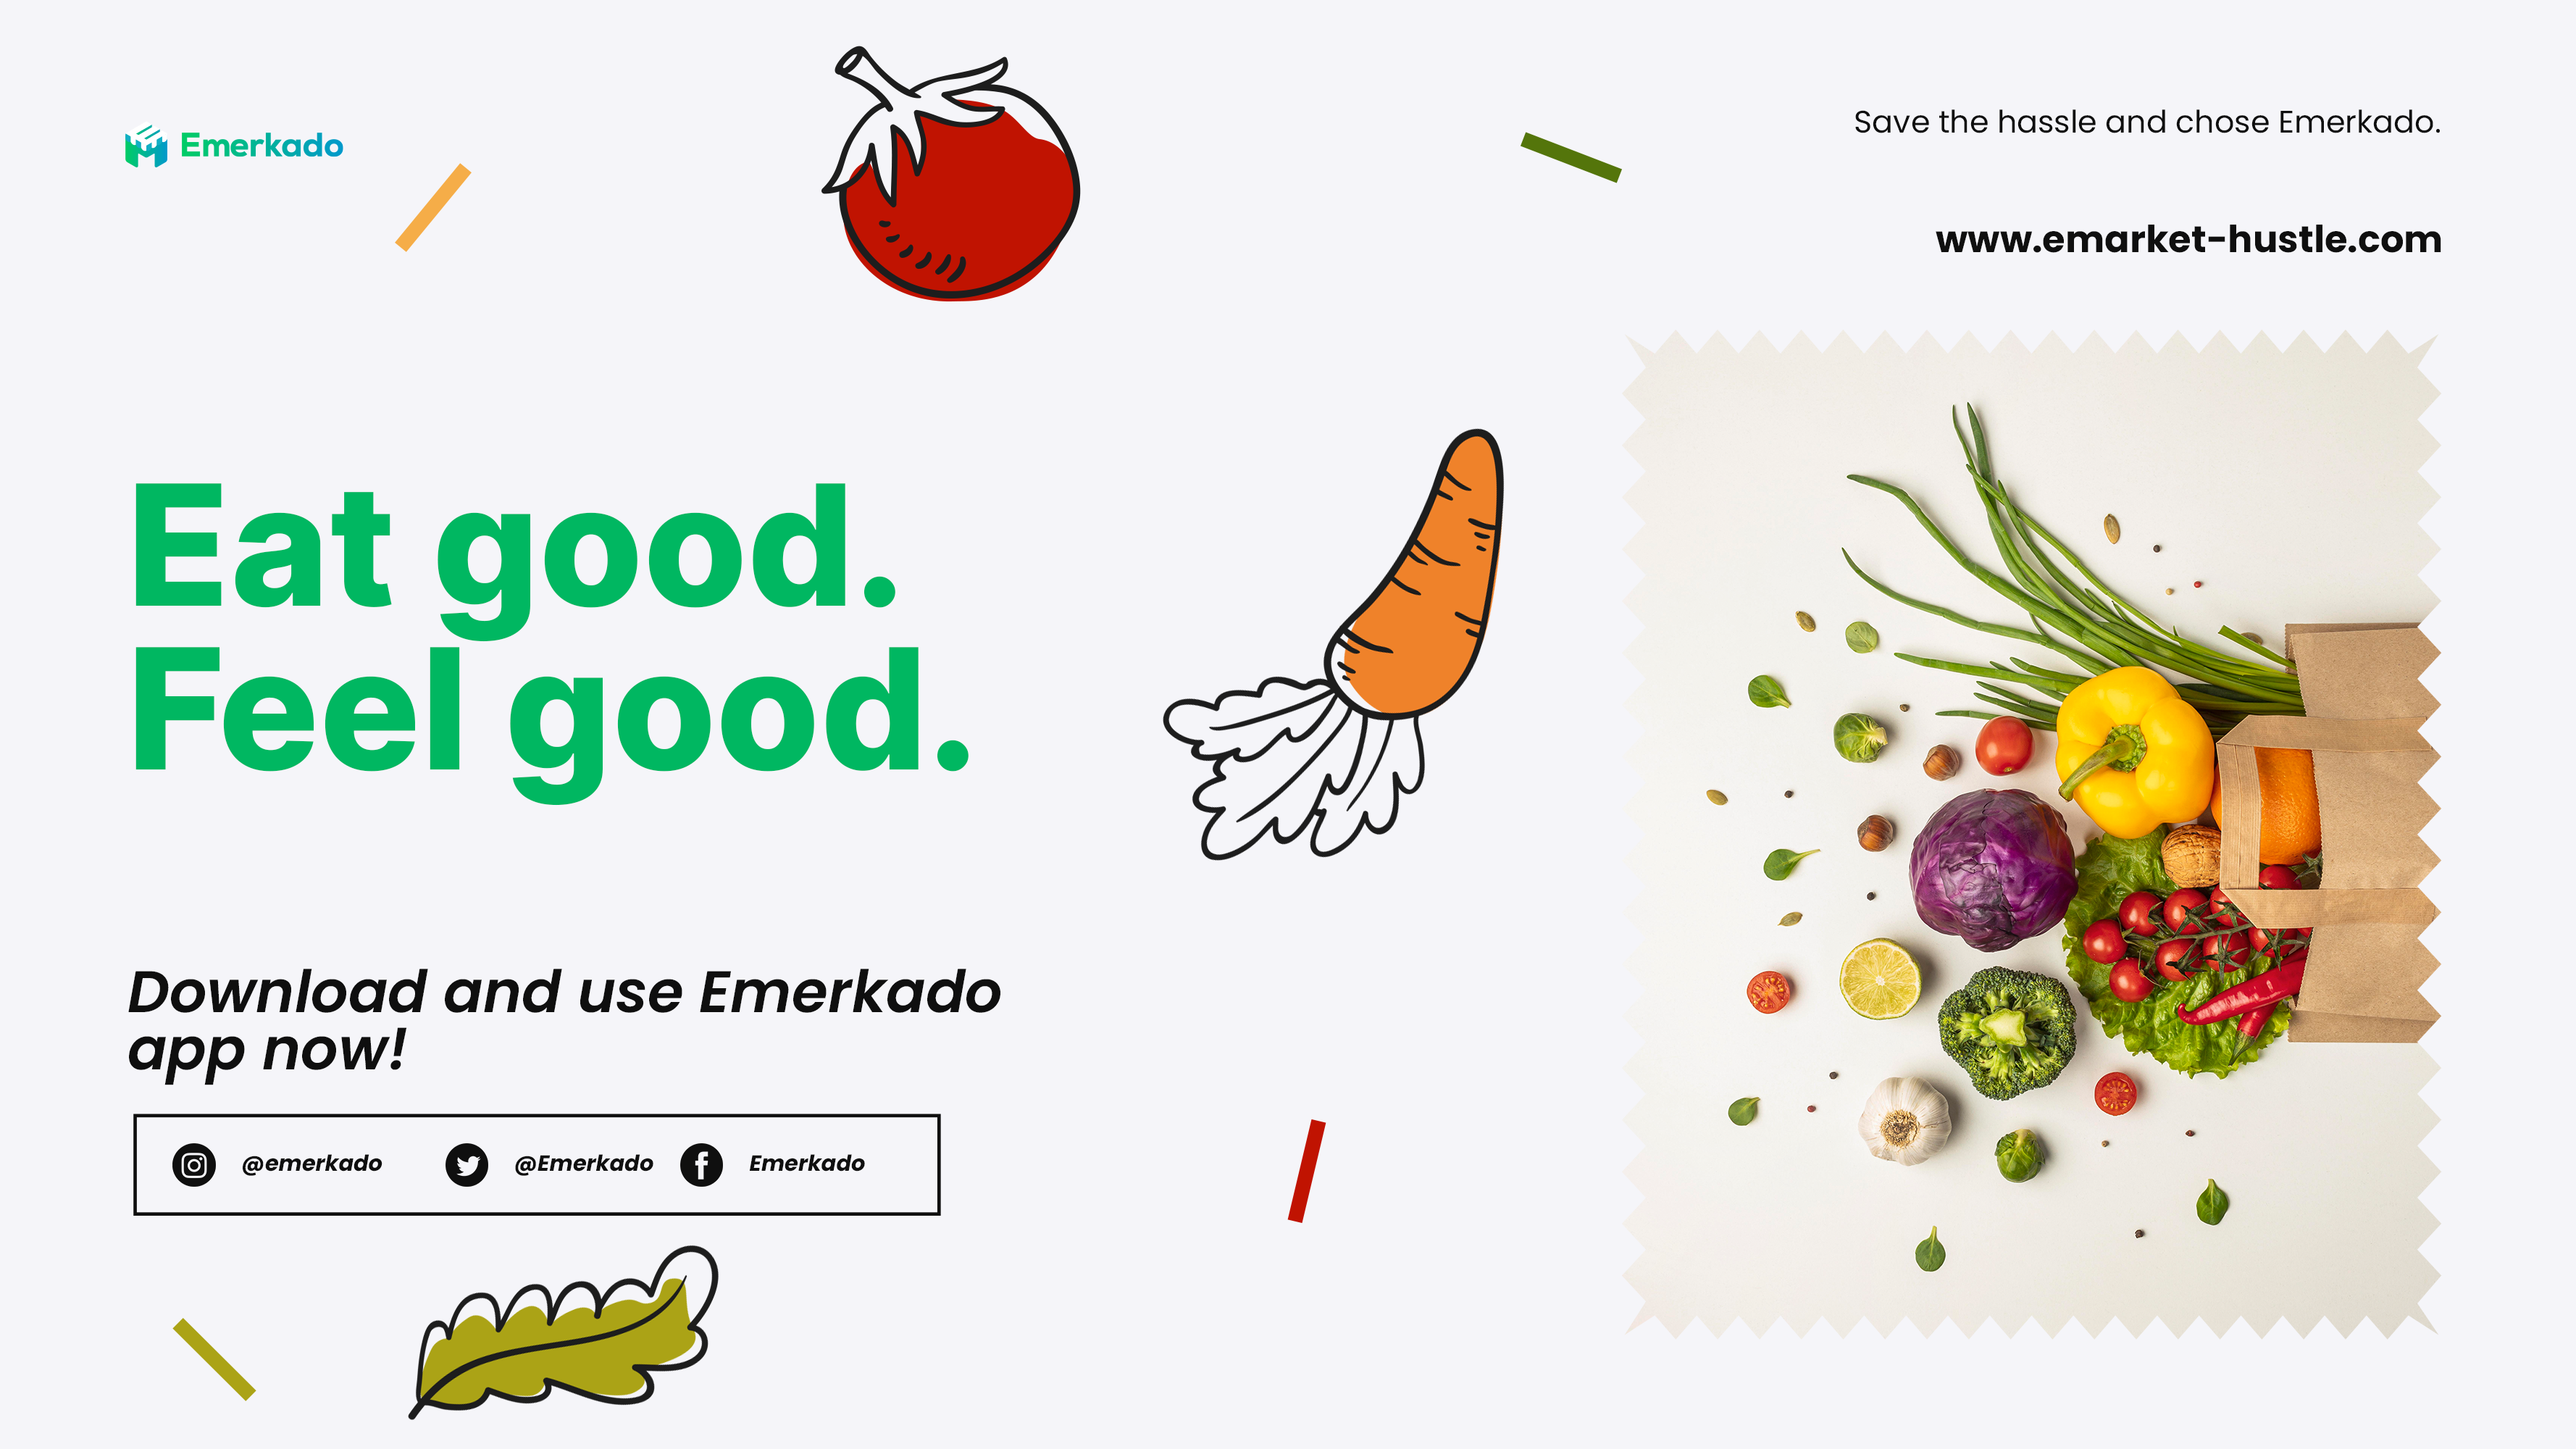 Emerkado
Save the hassle and chose Emerkado.
www.emarket-hustle.com
Eat good.
Feel good.
Download and use Emerkado
app now!
@emerkado @Emerkado Emerkado